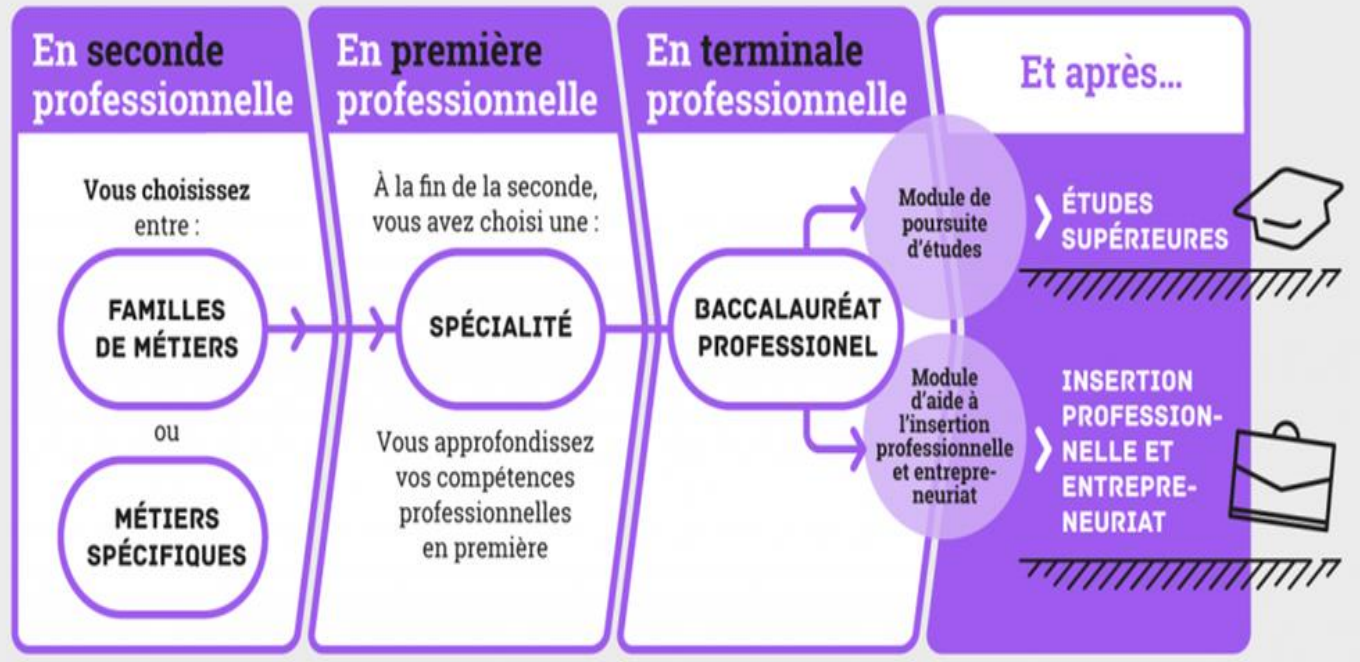 En seconde
professionnelle
Vous choisissez
entre :
FAMILLES
DE MÉTIERS
ou
MÉTIERS
SPÉCIFIQUES
En première
professionnelle
À la fin de la seconde,
vous avez choisi une :
SPÉCIALITÉ
Vous approfondissez
vos compétences
professionnelles
en première
En terminale
professionnelle
BACCALAURÉAT
PROFESSIONEL
Module de
poursuite
d'études
Module
d'aide à
l'insertion
professionnelle
et entrepre-
neuriat
Et après...
ÉTUDES
SUPÉRIEURES
INSERTION
PROFESSION-
NELLE ET
ENTREPRE-
NEURIAT